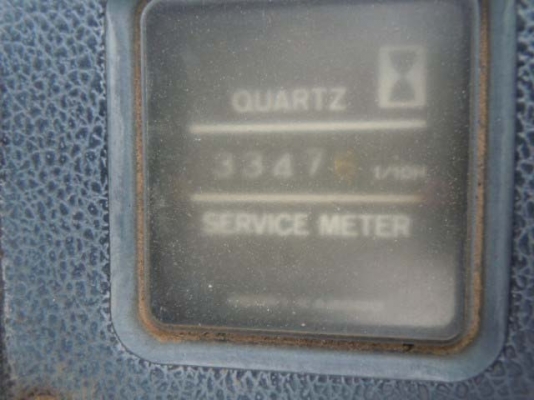 QUARTZ
3347 1/10H
SERVICE METER